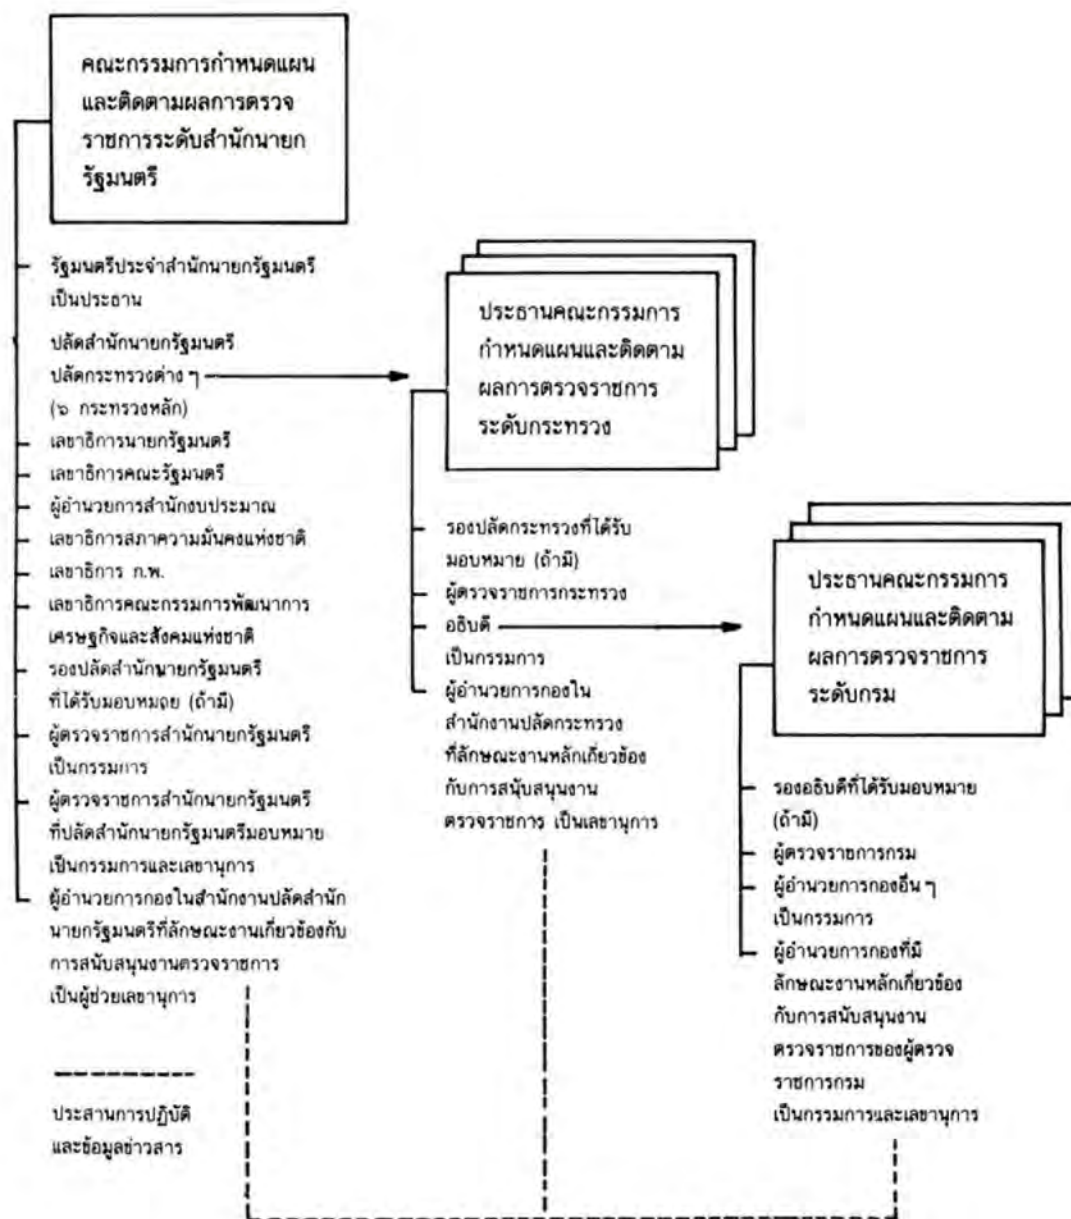 คณะกรรมการกำหนดแผน
และติดตามผลการตรวจ
ราชการระดับสำนักนายก
รัฐมนตรี
รัฐมนตรีประจำสำนักนายกรัฐมนตรี
เป็นประธาน
ปลัดสำนักนายกรัฐมนตรี
ปลัดกระทรวงต่าง ๆ
(๖ กระทรวงหลัก)
เลขาธิการนายกรัฐมนตรี
เลขาธิการคณะรัฐมนตรี
ผู้อำนวยการสำนักงบประมาณ
เลขาธิการสภาความมั่นคงแห่งชาติ
เลขาธิการ ก.พ.
เลขาธิการคณะกรรมการพัฒนาการ
เศรษฐกิจและสังคมแห่งชาติ
รองปลัดสำนักนายกรัฐมนตรี
ที่ได้รับมอบหมาย (ถ้ามี)
ผู้ตรวจราชการสำนักนายกรัฐมนตรี
เป็นกรรมการ
ผู้ตรวจราชการสำนักนายกรัฐมนตรี
ที่ปลัดสำนักนายกรัฐมนตรีมอบหมาย
เป็นกรรมการและเลขานุการ
ผู้อำนวยการกองในสำนักงานปลัดสำนัก
นายกรัฐมนตรีที่ลักษณะงานเกี่ยวข้องกับ
การสนับสนุนงานตรวจราชการ
เป็นผู้ช่วยเลขานุการ
ประสานการปฏิบัติ
และข้อมูลข่าวสาร
ประธานคณะกรรมการ
กำหนดแผนและติดตาม
ผลการตรวจราชการ
ระดับกระทรวง
รองปลัดกระทรวงที่ได้รับ
มอบหมาย (ถ้ามี)
ผู้ตรวจราชการกระทรวง
อธิบดี
เป็นกรรมการ
ผู้อำนวยการกองใน
สำนักงานปลัดกระทรวง
ที่ลักษณะงานหลักเกี่ยวข้อง
กับการสนับสนุนงาน
ตรวจราชการ เป็นเลขานุการ
ประธานคณะกรรมการ
กำหนดแผนและติดตาม
ผลการตรวจราชการ
ระดับกรม
รองอธิบดีที่ได้รับมอบหมาย
(ถ้ามี)
ผู้ตรวจราชการกรม
ผู้อำนวยการกองอื่น ๆ
เป็นกรรมการ
ผู้อำนวยการกองที่มี
ลักษณะงานหลักเกี่ยวข้อง
กับการสนับสนุนงาน
ตรวจราชการของผู้ตรวจ
ราชการกรม
เป็นกรรมการและเลขานุการ